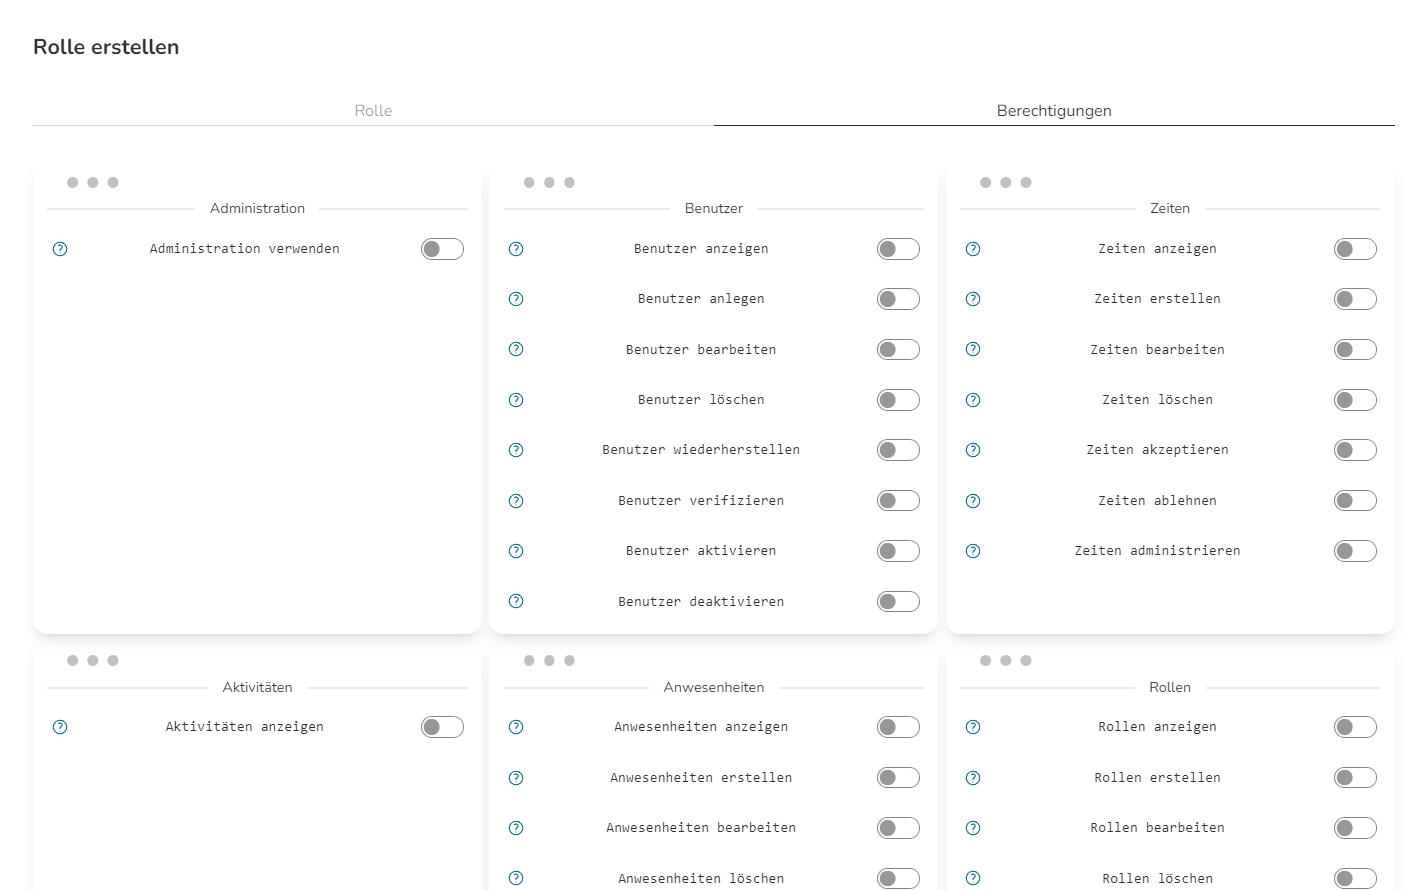 Rolle erstellen
Rolle
Berechtigungen
Administration
Administration verwenden
Benutzer
Benutzer anzeigen
Benutzer anlegen
Benutzer bearbeiten
Benutzer löschen
Benutzer wiederherstellen
Benutzer verifizieren
Benutzer aktivieren
Benutzer deaktivieren
Zeiten
Zeiten anzeigen
Zeiten erstellen
Zeiten bearbeiten
Zeiten löschen
Zeiten akzeptieren
Zeiten ablehnen
Zeiten administrieren
Aktivitäten
Aktivitäten anzeigen
Anwesenheiten
Anwesenheiten anzeigen
Anwesenheiten erstellen
Anwesenheiten bearbeiten
Anwesenheiten löschen
Rollen
Rollen anzeigen
Rollen erstellen
Rollen bearbeiten
Rollen löschen